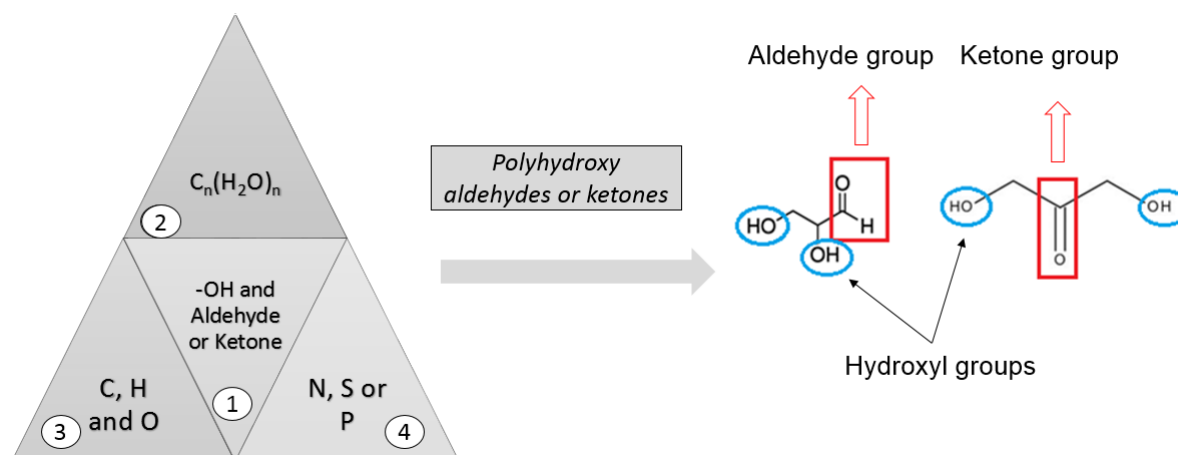 Cₙ(H₂O)ₙ
2
-OH and
Aldehyde
or Ketone
1
C, H
and O
3
N, S or
P
4
Polyhydroxy
aldehydes or ketones
Aldehyde group
Ketone group
O
HO
H
OH
HO
OH
O
Hydroxyl groups